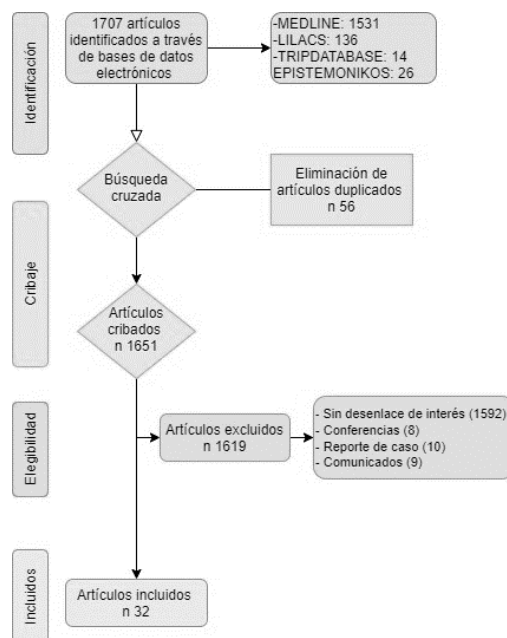 Identificación
1707 artículos
identificados a través
de bases de datos
electrónicos
-MEDLINE: 1531
-LILACS: 136
-TRIPDATABASE: 14
EPISTEMONIKOS: 26
Búsqueda
cruzada
Eliminación de
artículos duplicados
n 56
Cribaje
Artículos
cribados
n 1651
Elegibilidad
Artículos excluidos
n 1619
- Sin desenlace de interés (1592)
- Conferencias (8)
- Reporte de caso (10)
- Comunicados (9)
Incluidos
Artículos incluidos
n 32